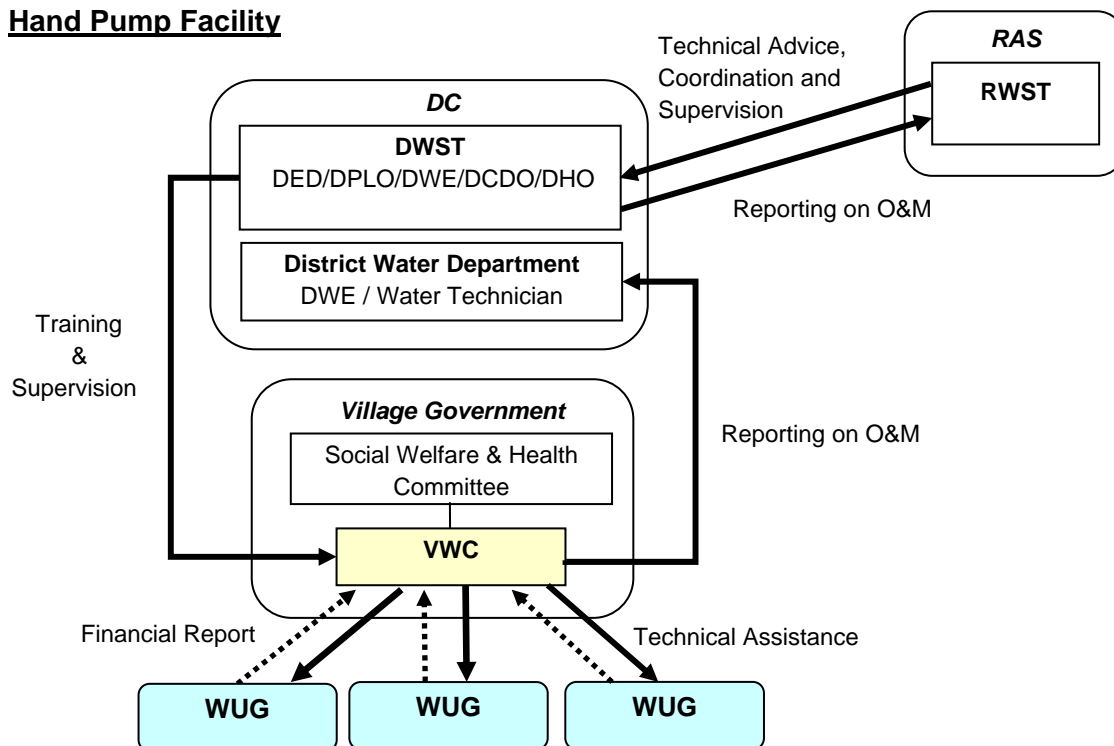 Hand Pump Facility
Technical Advice,
Coordination and
Supervision
RAS
RWST
DC
DWST
DED/DPLO/DWE/DCDO/DHO
Reporting on O&M
District Water Department
DWE / Water Technician
Training
&
Supervision
Village Government
Social Welfare & Health
Committee
Reporting on O&M
VWC
Financial Report
Technical Assistance
WUG
WUG
WUG